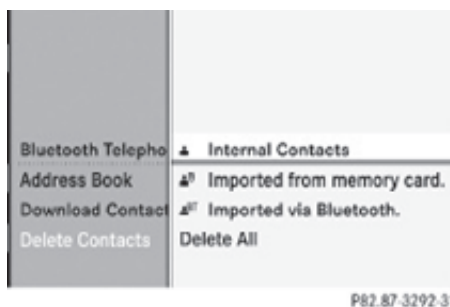 Bluetooth Telepho
Internal Contacts
Address Book
Imported from memory card.
Download Contact
Imported via Bluetooth.
Delete Contacts
Delete All
P82.87-3292-3